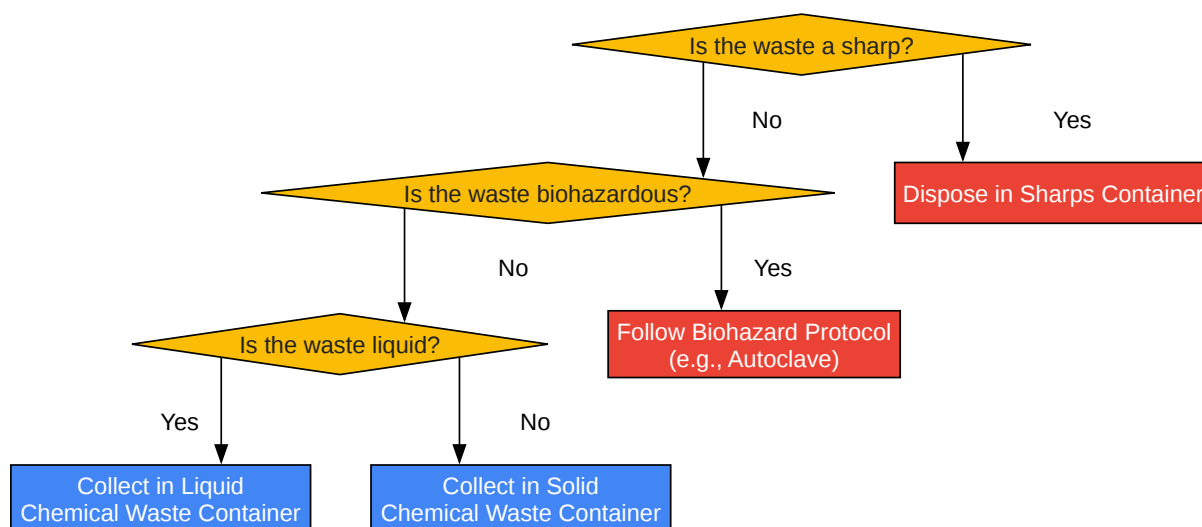 Is the waste a sharp?
No
Yes
Is the waste biohazardous?
Dispose in Sharps Container
No
Yes
Is the waste liquid?
Follow Biohazard Protocol
(e.g., Autoclave)
Yes
No
Collect in Liquid
Chemical Waste Container
Collect in Solid
Chemical Waste Container